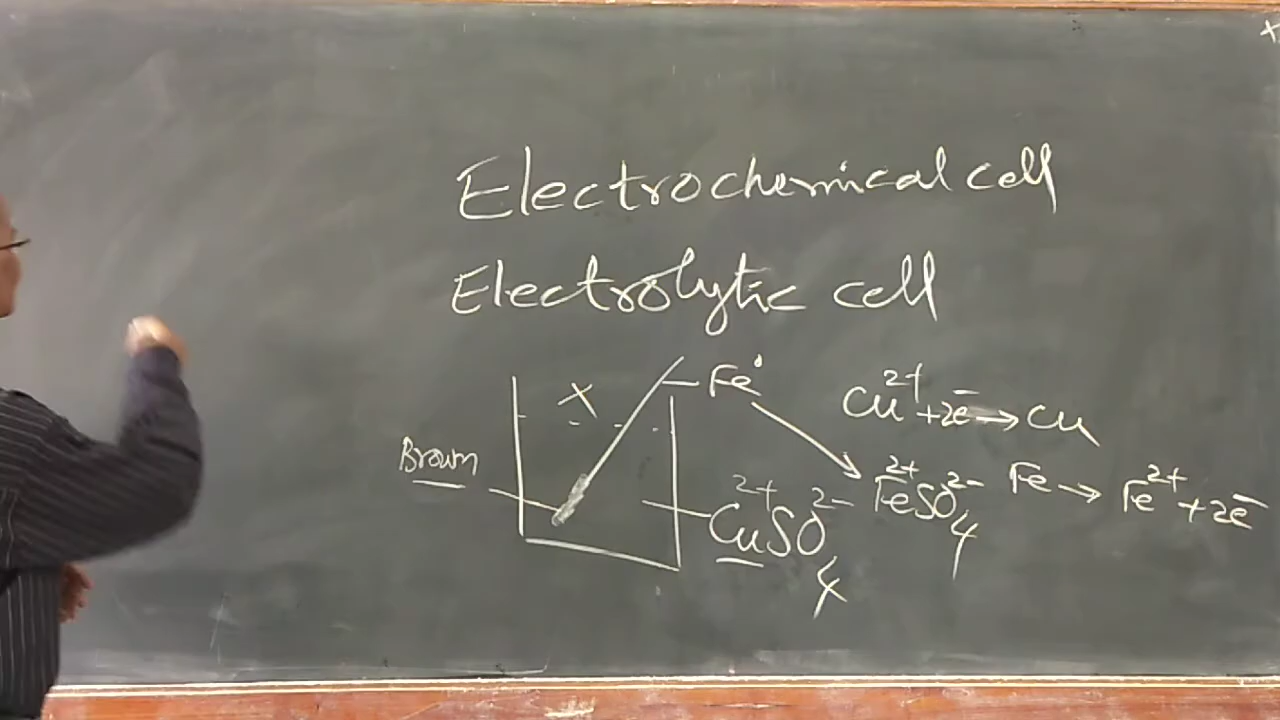 Electrochemical cell
Electrolytic cell
X
Fe
Cu²⁺ + 2e⁻ → Cu
Brown
Fe²⁺SO₄²⁻
Fe → Fe²⁺ + 2e⁻
Cu²⁺SO₄²⁻